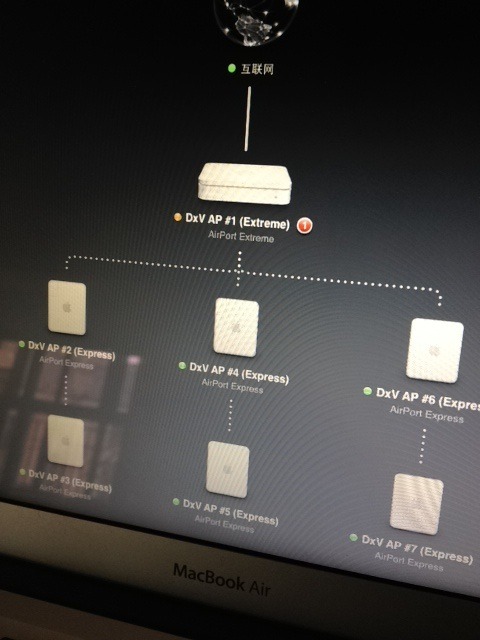 互联网
DxV AP #1 (Extreme)
AirPort Extreme
DxV AP #2 (Express)
AirPort Express
DxV AP #4 (Express)
AirPort Express
DxV AP #6 (Expres
AirPort Express
DxV AP #3 (Express)
AirPort Express
DxV AP #5 (Express)
AirPort Express
DxV AP #7 (Express)
AirPort Express
MacBook Air